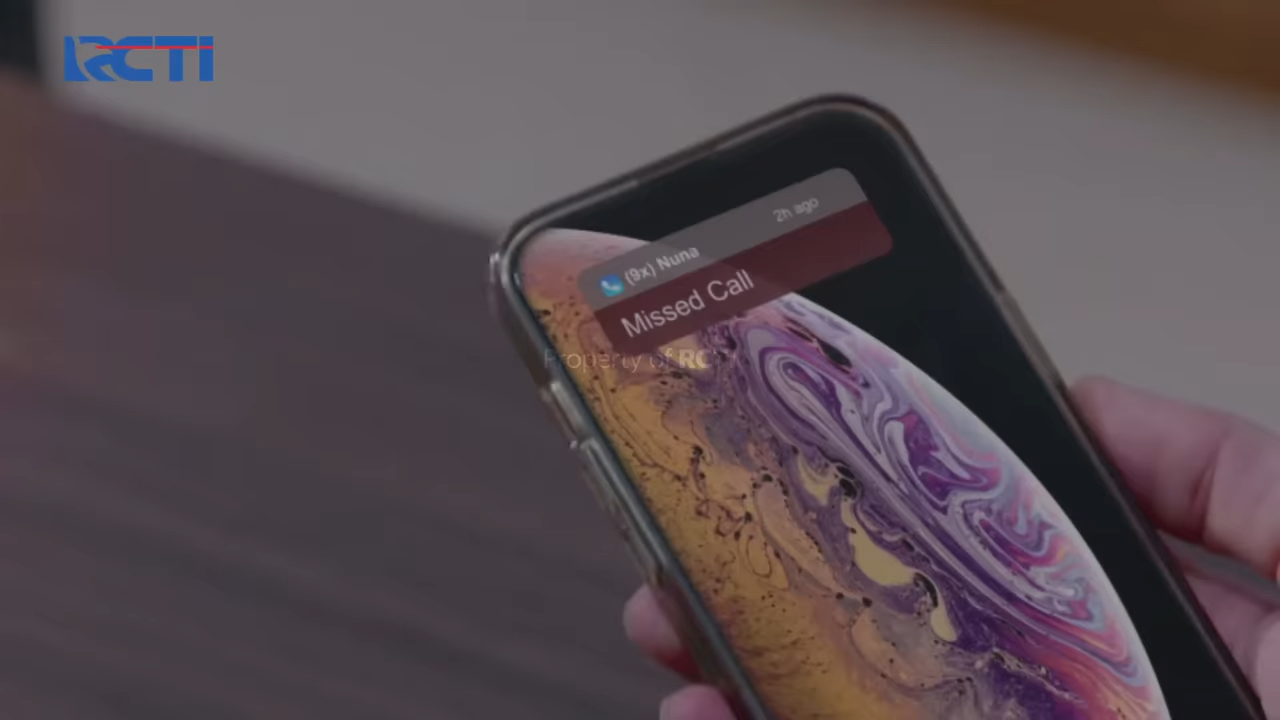 RCTI
2h ago
(9x) Nuna
Missed Call
Property of RCTI